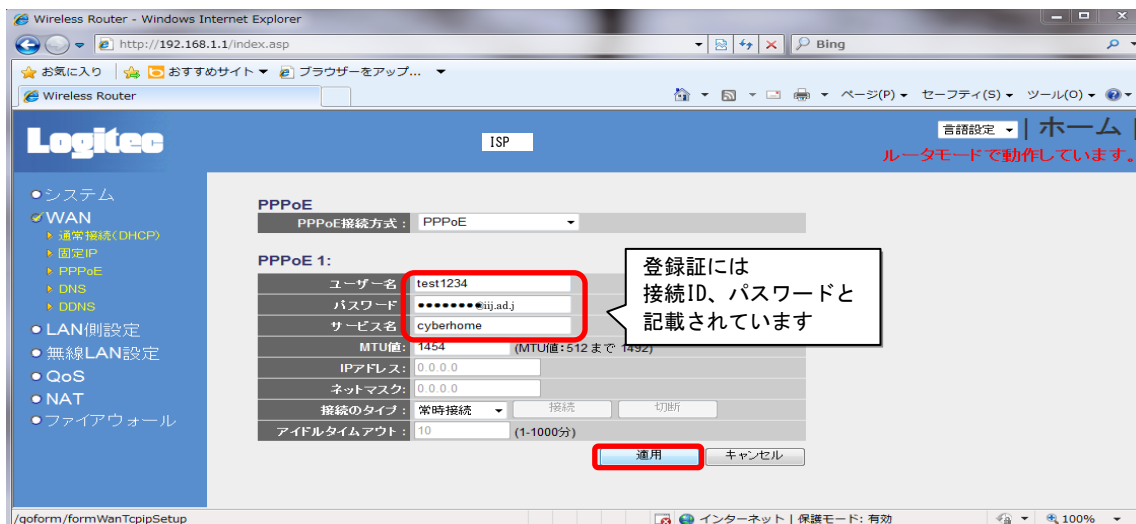 Wireless Router - Windows Internet Explorer
http://192.168.1.1/index.asp
Bing
お気に入り おすすめサイト ▼ ブラウザーをアップ... ▼
Wireless Router
ページ(P) セーフティ(S) ツール(O)
Logitec
ISP
言語設定 | ホーム |
ルータモードで動作しています。
システム
WAN
通常接続(DHCP)
固定IP
PPPoE
DNS
DDNS
LAN側設定
無線LAN設定
QoS
NAT
ファイアウォール
PPPoE
PPPoE接続方式： PPPoE
PPPoE 1:
ユーザー名： test1234
パスワード： ●●●●●●●●@iij.ad.j
サービス名： cyberhome
MTU値: 1454 (MTU値：512まで 1492)
IPアドレス: 0.0.0.0
ネットマスク: 0.0.0.0
接続のタイプ： 常時接続 接続 切断
アイドルタイムアウト： 10 (1-1000分)
登録証には
接続ID、パスワードと
記載されています
適用 キャンセル
/goform/formWanTcpipSetup
インターネット | 保護モード: 有効
100%